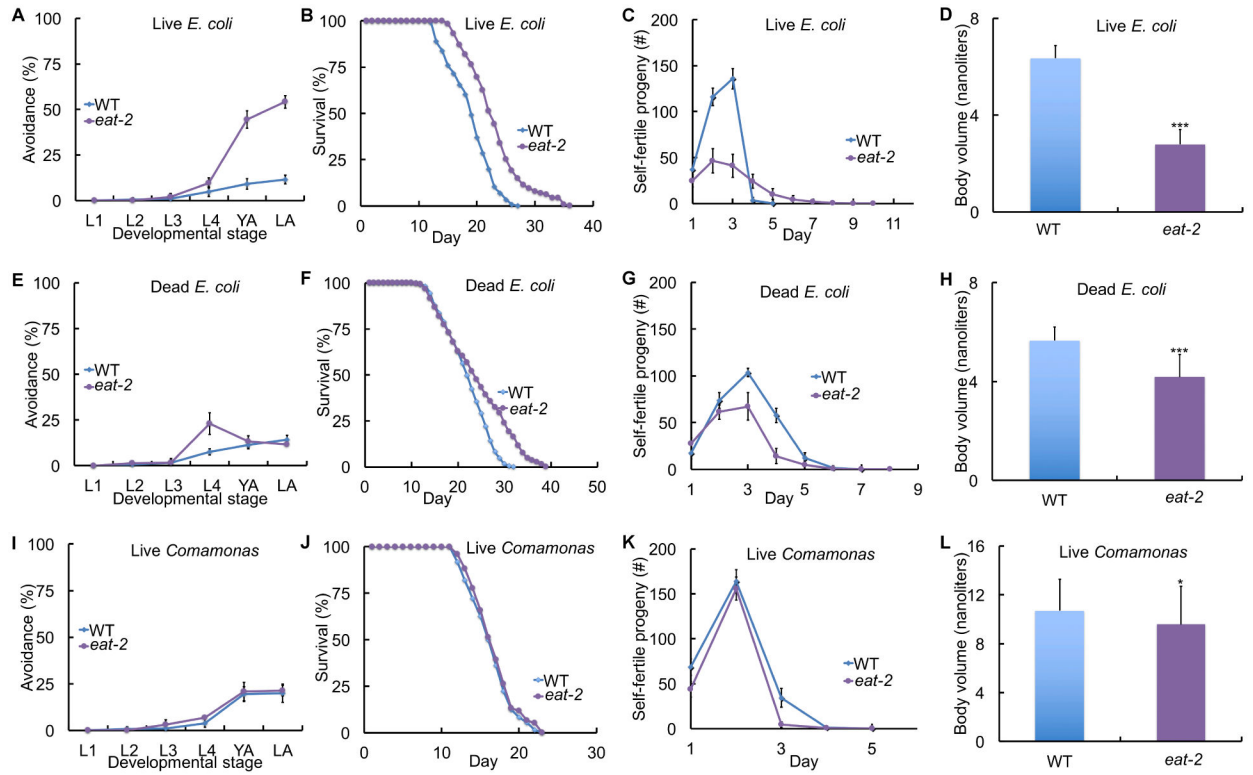 A
Live E. coli
Avoidance (%)
100
75
50
25
0
WT
eat-2
L1 L2 L3 L4 YA LA
Developmental stage
B
Live E. coli
Survival (%)
100
75
50
25
0
WT
eat-2
0 10 20 30 40
Day
C
Live E. coli
Self-fertile progeny (#)
200
150
100
50
0
WT
eat-2
1 3 5 7 9 11
Day
D
Live E. coli
Body volume (nanoliters)
8
4
0
***
WT eat-2
E
Dead E. coli
Avoidance (%)
100
75
50
25
0
WT
eat-2
L1 L2 L3 L4 YA LA
Developmental stage
F
Dead E. coli
Survival (%)
100
75
50
25
0
WT
eat-2
0 10 20 30 40 50
Day
G
Dead E. coli
Self-fertile progeny (#)
200
150
100
50
0
WT
eat-2
1 3 5 7 9
Day
H
Dead E. coli
Body volume (nanoliters)
8
4
0
***
WT eat-2
I
Live Comamonas
Avoidance (%)
100
75
50
25
0
WT
eat-2
L1 L2 L3 L4 YA LA
Developmental stage
J
Live Comamonas
Survival (%)
100
75
50
25
0
WT
eat-2
0 10 20 30
Day
K
Live Comamonas
Self-fertile progeny (#)
200
150
100
50
0
WT
eat-2
1 3 5
Day
L
Live Comamonas
Body volume (nanoliters)
16
12
8
4
0
*
WT eat-2